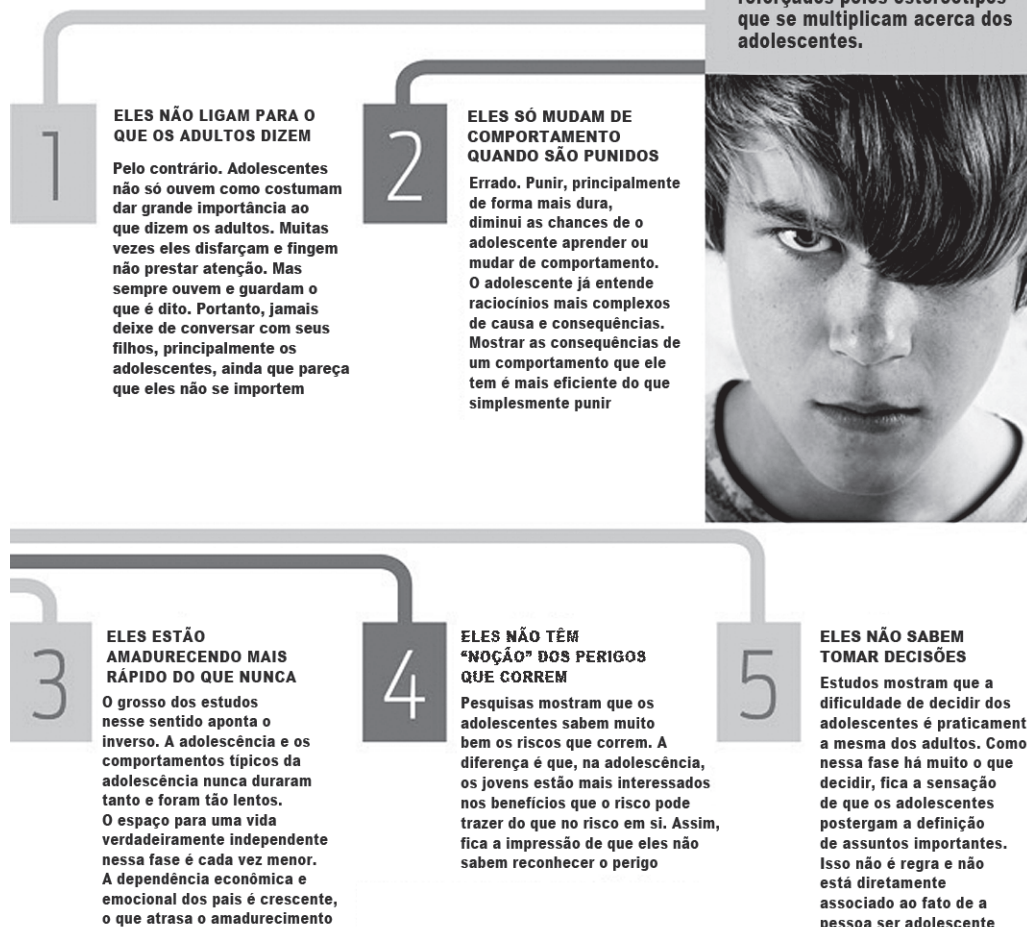 reforçados pelos estereótipos
que se multiplicam acerca dos
adolescentes.
1
ELES NÃO LIGAM PARA O
QUE OS ADULTOS DIZEM
Pelo contrário. Adolescentes
não só ouvem como costumam
dar grande importância ao
que dizem os adultos. Muitas
vezes eles disfarçam e fingem
não prestar atenção. Mas
sempre ouvem e guardam o
que é dito. Portanto, jamais
deixe de conversar com seus
filhos, principalmente os
adolescentes, ainda que pareça
que eles não se importem
2
ELES SÓ MUDAM DE
COMPORTAMENTO
QUANDO SÃO PUNIDOS
Errado. Punir, principalmente
de forma mais dura,
diminui as chances de o
adolescente aprender ou
mudar de comportamento.
O adolescente já entende
raciocínios mais complexos
de causa e consequências.
Mostrar as consequências de
um comportamento que ele
tem é mais eficiente do que
simplesmente punir
3
ELES ESTÃO
AMADURECENDO MAIS
RÁPIDO DO QUE NUNCA
O grosso dos estudos
nesse sentido aponta o
inverso. A adolescência e os
comportamentos típicos da
adolescência nunca duraram
tanto e foram tão lentos.
O espaço para uma vida
verdadeiramente independente
nessa fase é cada vez menor.
A dependência econômica e
emocional dos pais é crescente,
o que atrasa o amadurecimento
4
ELES NÃO TÊM
“NOÇÃO” DOS PERIGOS
QUE CORREM
Pesquisas mostram que os
adolescentes sabem muito
bem os riscos que correm. A
diferença é que, na adolescência,
os jovens estão mais interessados
nos benefícios que o risco pode
trazer do que no risco em si. Assim,
fica a impressão de que eles não
sabem reconhecer o perigo
5
ELES NÃO SABEM
TOMAR DECISÕES
Estudos mostram que a
dificuldade de decidir dos
adolescentes é praticament
a mesma dos adultos. Como
nessa fase há muito o que
decidir, fica a sensação
de que os adolescentes
postergam a definição
de assuntos importantes.
Isso não é regra e não
está diretamente
associado ao fato de a
pessoa ser adolescente